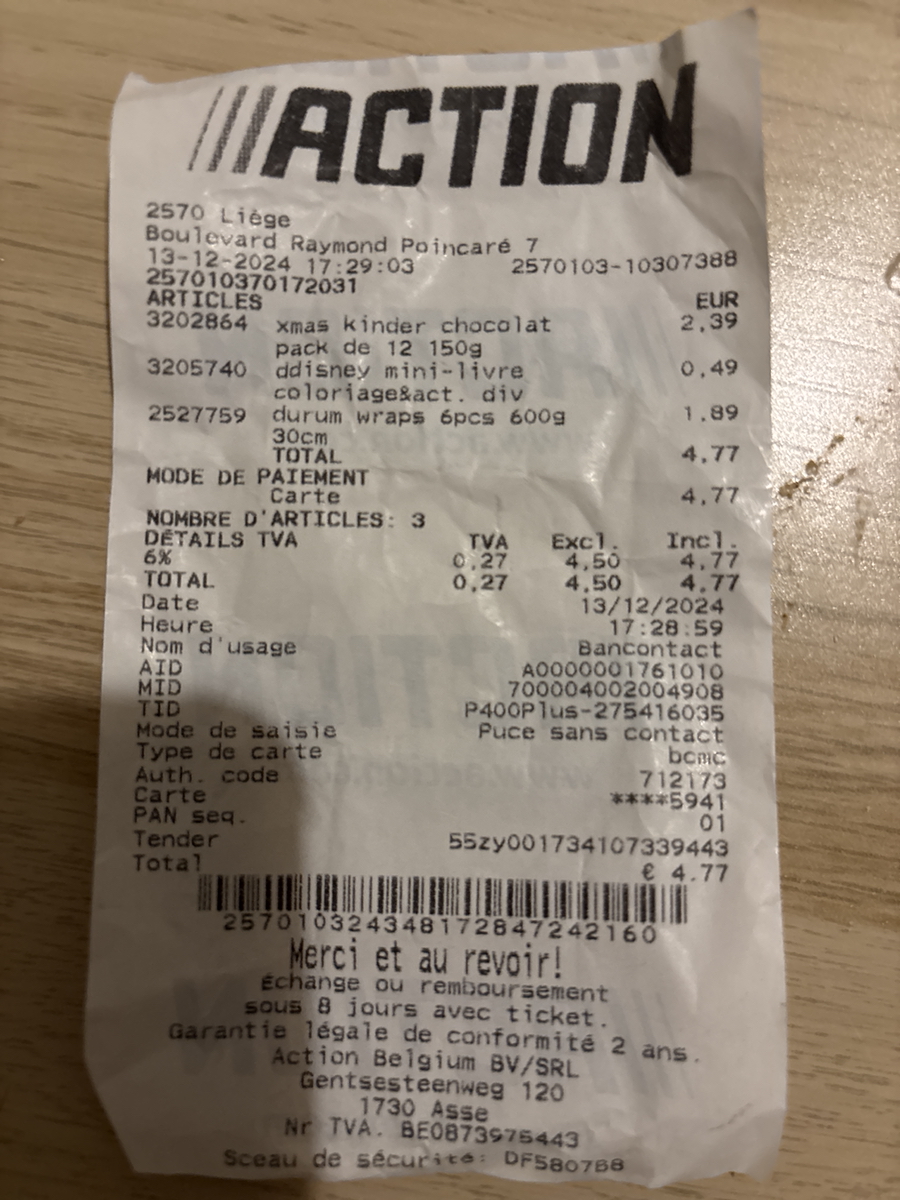 ///ACTION
2570 Liège
Boulevard Raymond Poincaré 7
13-12-2024 17:29:03 2570103-10307388
257010370172031
ARTICLES EUR
3202864 xmas kinder chocolat 2,39
pack de 12 150g
3205740 ddisney mini-livre 0,49
coloriage&act. div
2527759 durum wraps 6pcs 600g 1,89
30cm
TOTAL 4,77
MODE DE PAIEMENT
Carte 4,77
NOMBRE D'ARTICLES: 3
DÉTAILS TVA TVA Excl. Incl.
6% 0,27 4,50 4,77
TOTAL 0,27 4,50 4,77
Date 13/12/2024
Heure 17:28:59
Nom d'usage Bancontact
AID A0000001761010
MID 700004002004908
TID P400Plus-275416035
Mode de saisie Puce sans contact
Type de carte bcmc
Auth. code 712173
Carte ****5941
PAN seq. 01
Tender 55zy001734107339443
Total € 4.77
257010324348172847242160
Merci et au revoir!
Échange ou remboursement
sous 8 jours avec ticket.
Garantie légale de conformité 2 ans.
Action Belgium BV/SRL
Gentsesteenweg 120
1730 Asse
Nr TVA. BE0873975443
Sceau de sécurité: DF580768